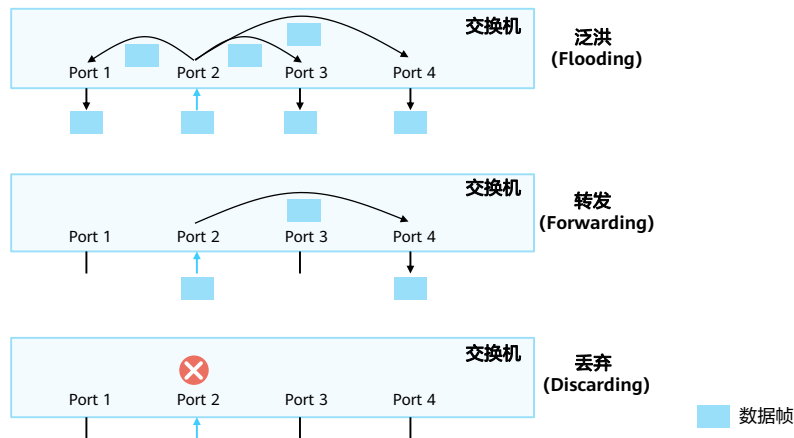 交换机
泛洪
(Flooding)
Port 1 Port 2 Port 3 Port 4
交换机
转发
(Forwarding)
Port 1 Port 2 Port 3 Port 4
交换机
丢弃
(Discarding)
Port 1 Port 2 Port 3 Port 4
数据帧